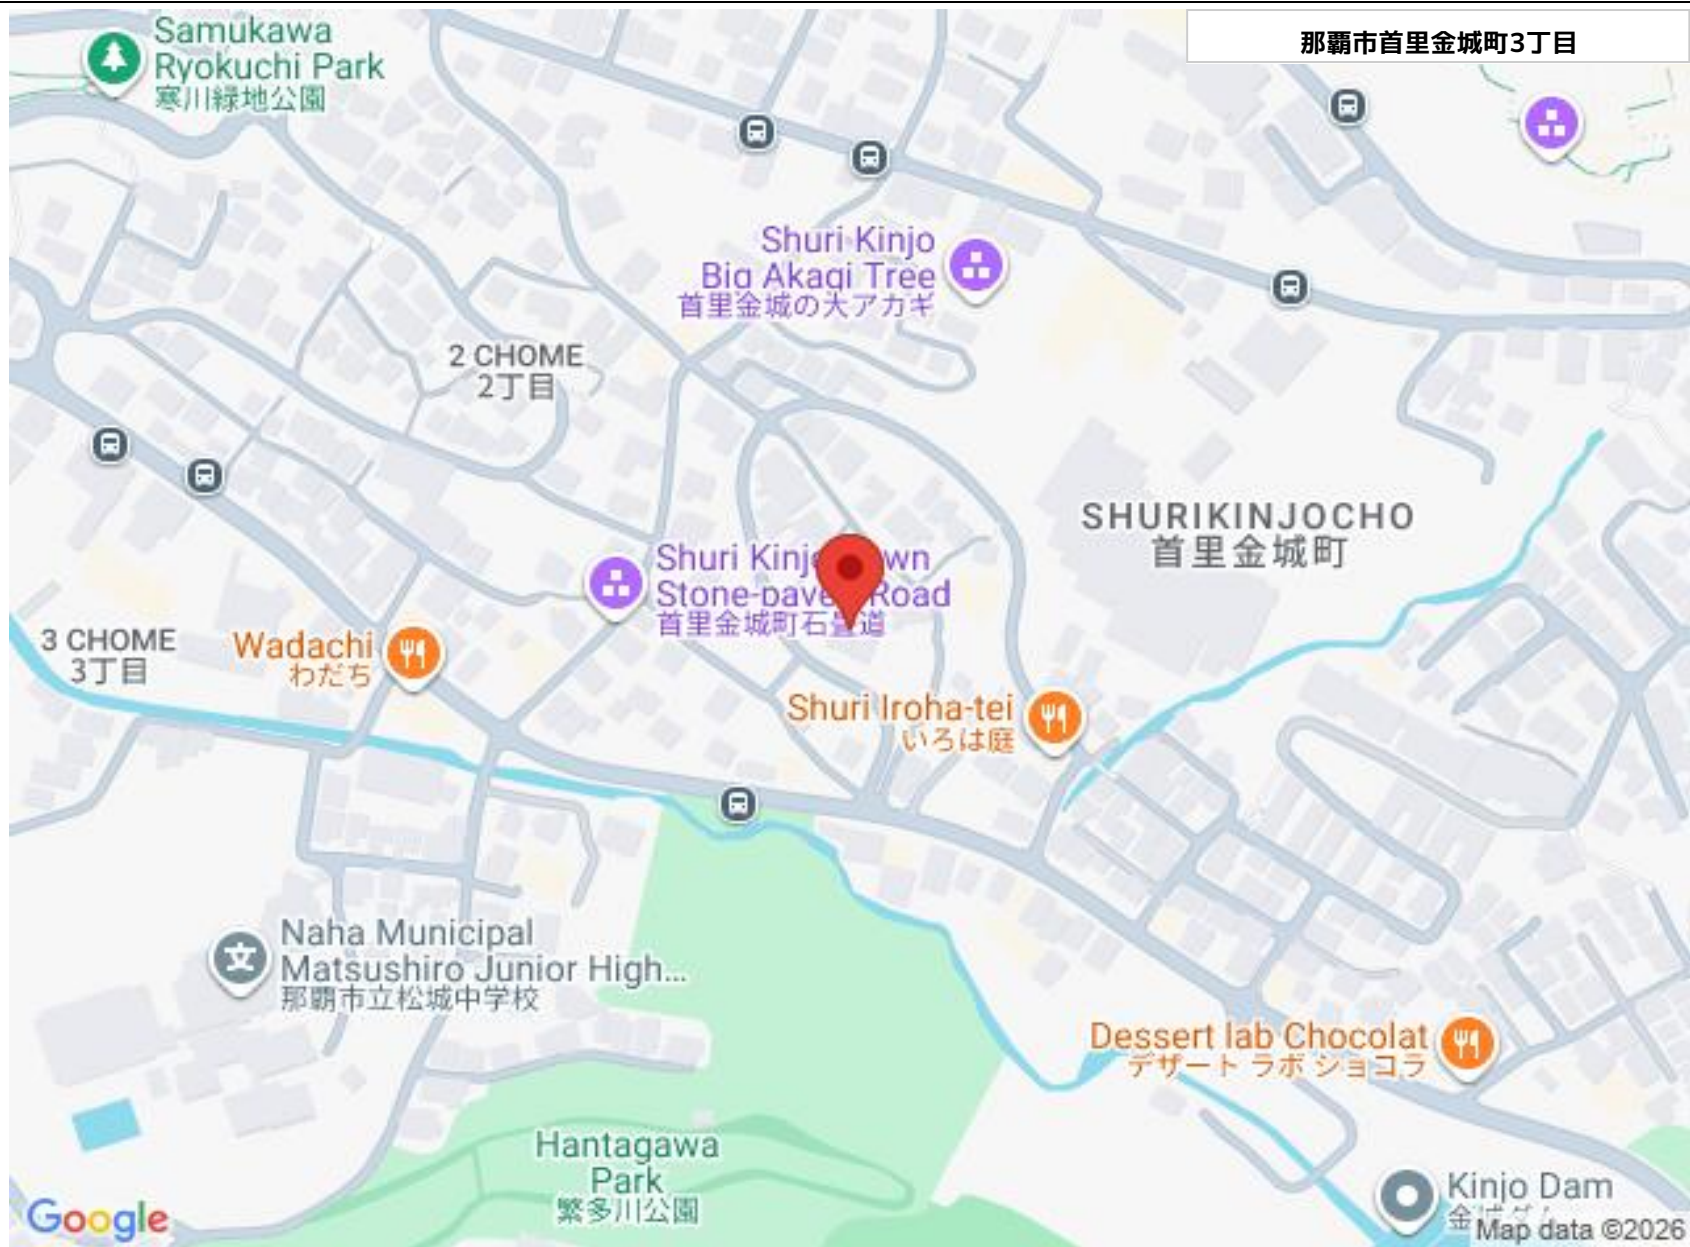 那覇市首里金城町3丁目
Samukawa
Ryokuchi Park
寒川緑地公園
Shuri Kinjo
Big Akagi Tree
首里金城の大アカギ
2 CHOME
2丁目
SHURIKINJOCHO
首里金城町
Shuri Kinjo
Stone-paved Road
首里金城町石畳道
3 CHOME
3丁目
Wadachi
わだち
Shuri Iroha-tei
いろは庭
Naha Municipal
Matsushiro Junior High...
那覇市立松城中学校
Dessert lab Chocolat
デザート ラボ ショコラ
Hantagawa
Park
繁多川公園
Kinjo Dam
Google
Map data ©2026